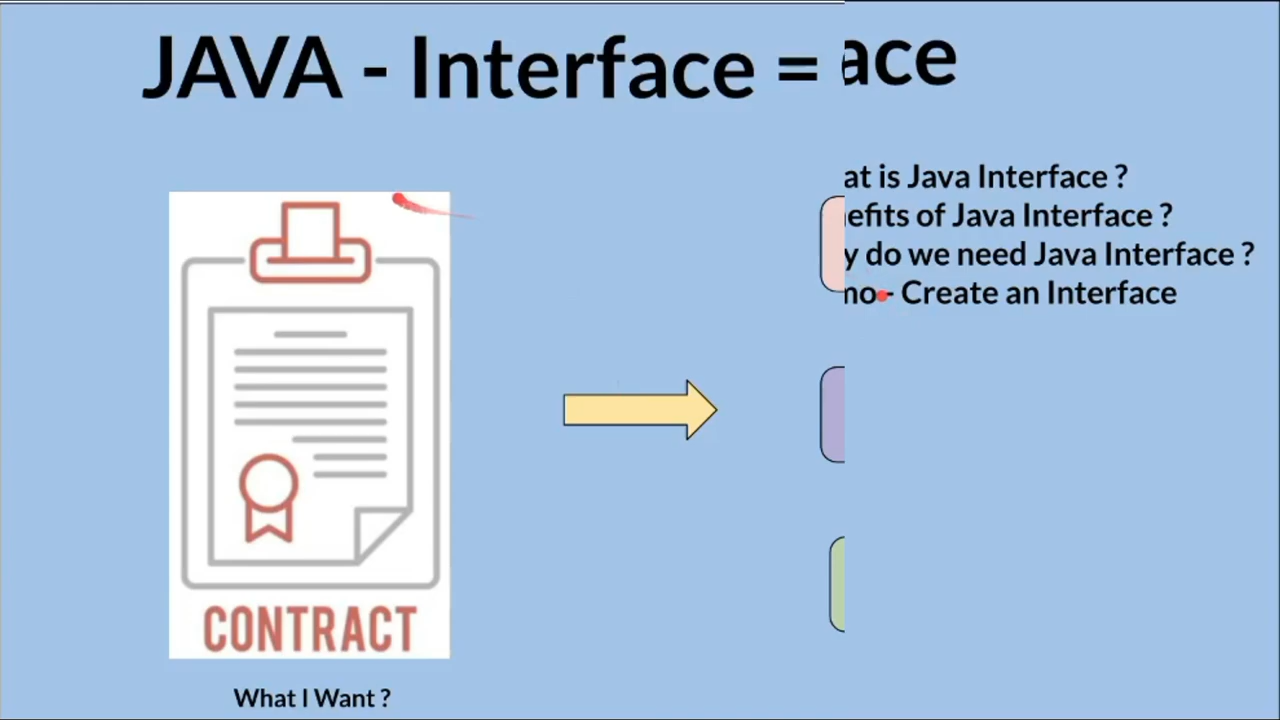 JAVA - Interface =
ace
at is Java Interface ?
efits of Java Interface ?
y do we need Java Interface ?
no - Create an Interface
CONTRACT
What I Want ?